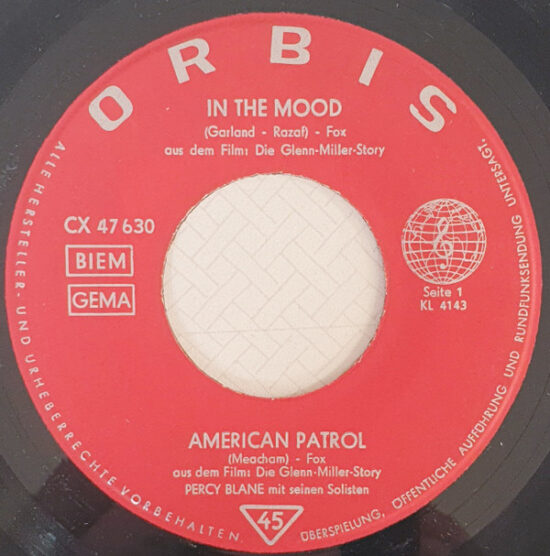 ORBIS
IN THE MOOD
(Garland - Razaf) - Fox
aus dem Film: Die Glenn-Miller-Story
CX 47 630
BIEM
GEMA
Seite 1
KL 4143
AMERICAN PATROL
(Meacham) - Fox
aus dem Film: Die Glenn-Miller-Story
PERCY BLANE mit seinen Solisten
45
ALLE HERSTELLER- UND URHEBERRECHTE VORBEHALTEN.
ÜBERSPIELUNG, ÖFFENTLICHE AUFFÜHRUNG UND RUNDFUNKSENDUNG UNTERSAGT.